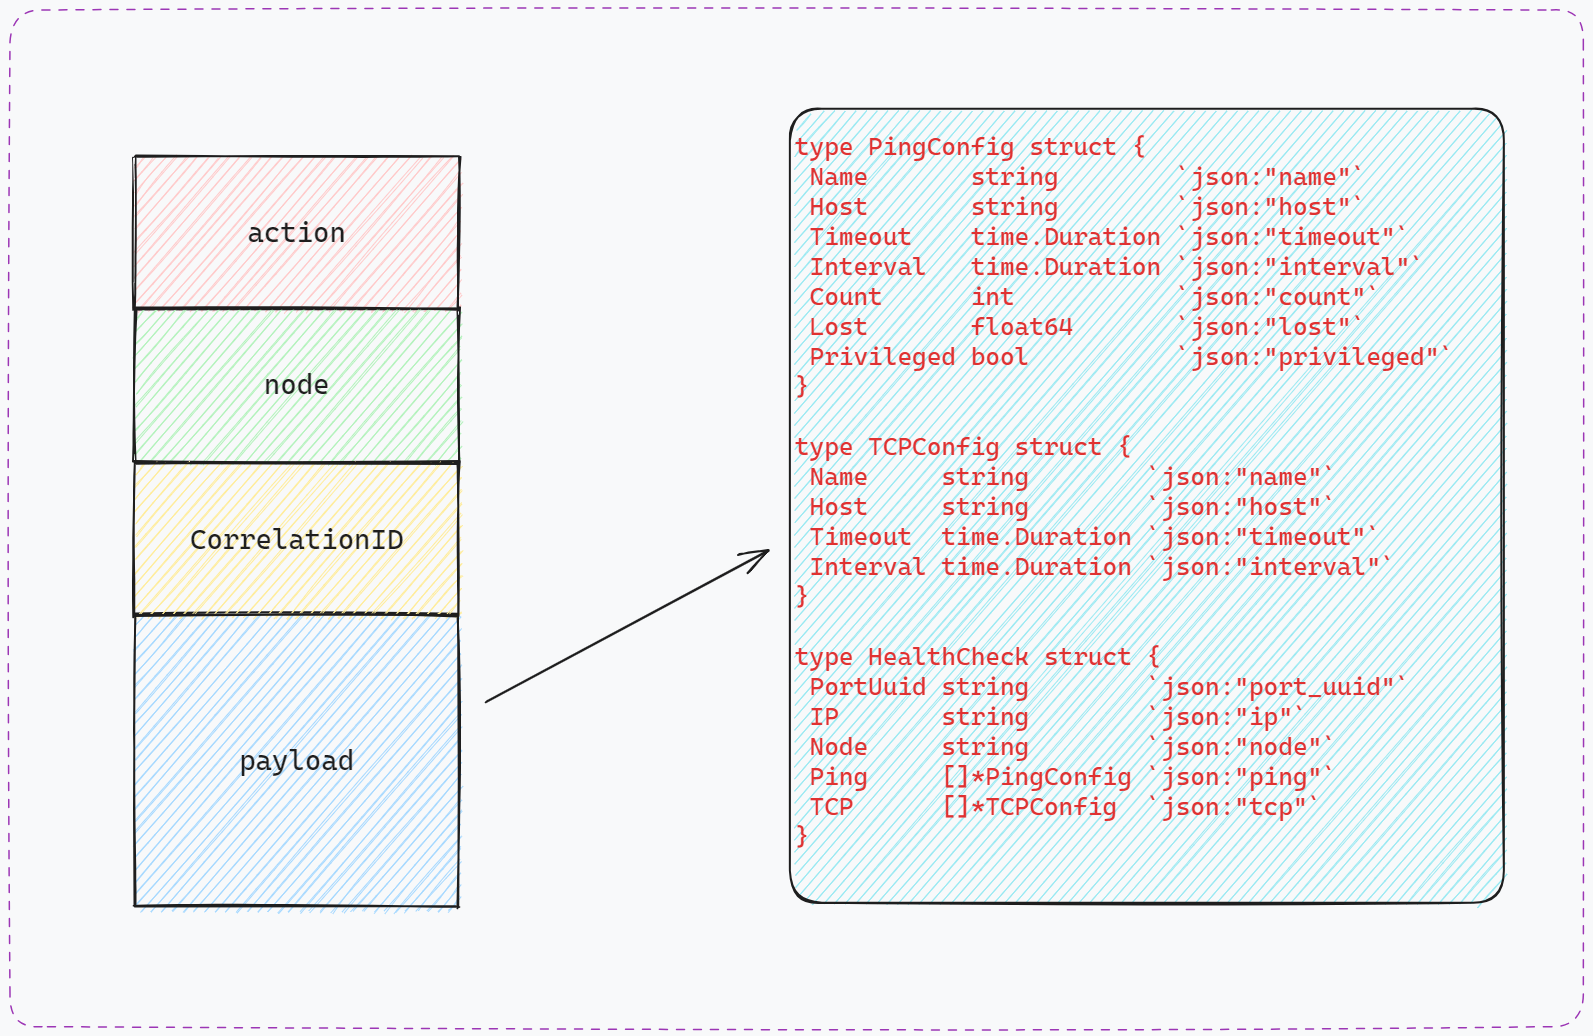 action
node
CorrelationID
payload
type PingConfig struct {
 Name       string        `json:"name"`
 Host       string        `json:"host"`
 Timeout    time.Duration `json:"timeout"`
 Interval   time.Duration `json:"interval"`
 Count      int           `json:"count"`
 Lost       float64       `json:"lost"`
 Privileged bool          `json:"privileged"`
}
type TCPConfig struct {
 Name     string        `json:"name"`
 Host     string        `json:"host"`
 Timeout  time.Duration `json:"timeout"`
 Interval time.Duration `json:"interval"`
}
type HealthCheck struct {
 PortUuid string        `json:"port_uuid"`
 IP       string        `json:"ip"`
 Node     string        `json:"node"`
 Ping     []*PingConfig `json:"ping"`
 TCP      []*TCPConfig  `json:"tcp"`
}